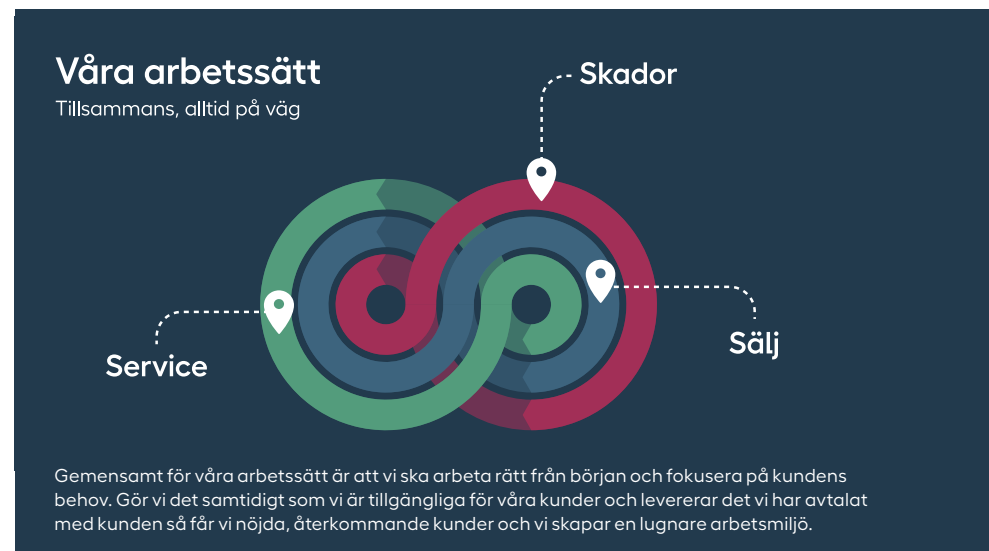 Våra arbetssätt
Tillsammans, alltid på väg
Skador
Sälj
Service
Gemensamt för våra arbetssätt är att vi ska arbeta rätt från början och fokusera på kundens
behov. Gör vi det samtidigt som vi är tillgängliga för våra kunder och levererar det vi har avtalat
med kunden så får vi nöjda, återkommande kunder och vi skapar en lugnare arbetsmiljö.